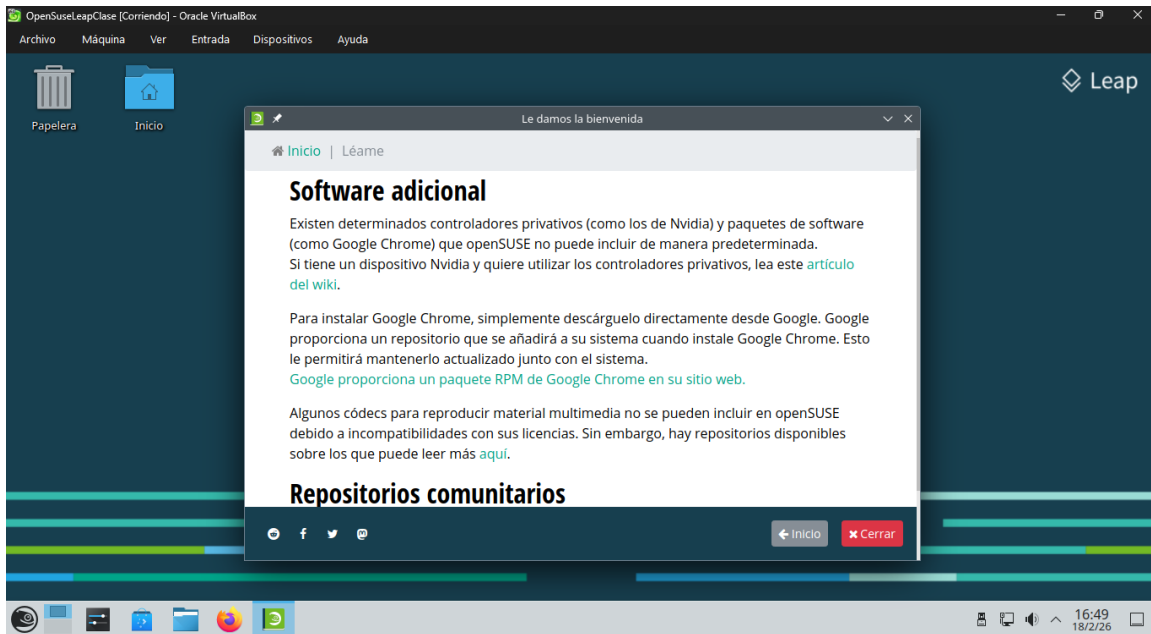 OpenSuseLeapClase [Corriendo] - Oracle VirtualBox
Archivo Máquina Ver Entrada Dispositivos Ayuda
Leap
Papelera
Inicio
Le damos la bienvenida
Inicio | Léame
Software adicional
Existen determinados controladores privativos (como los de Nvidia) y paquetes de software
(como Google Chrome) que openSUSE no puede incluir de manera predeterminada.
Si tiene un dispositivo Nvidia y quiere utilizar los controladores privativos, lea este artículo
del wiki.
Para instalar Google Chrome, simplemente descárguelo directamente desde Google. Google
proporciona un repositorio que se añadirá a su sistema cuando instale Google Chrome. Esto
le permitirá mantenerlo actualizado junto con el sistema.
Google proporciona un paquete RPM de Google Chrome en su sitio web.
Algunos códecs para reproducir material multimedia no se pueden incluir en openSUSE
debido a incompatibilidades con sus licencias. Sin embargo, hay repositorios disponibles
sobre los que puede leer más aquí.
Repositorios comunitarios
Inicio
Cerrar
16:49
18/2/26